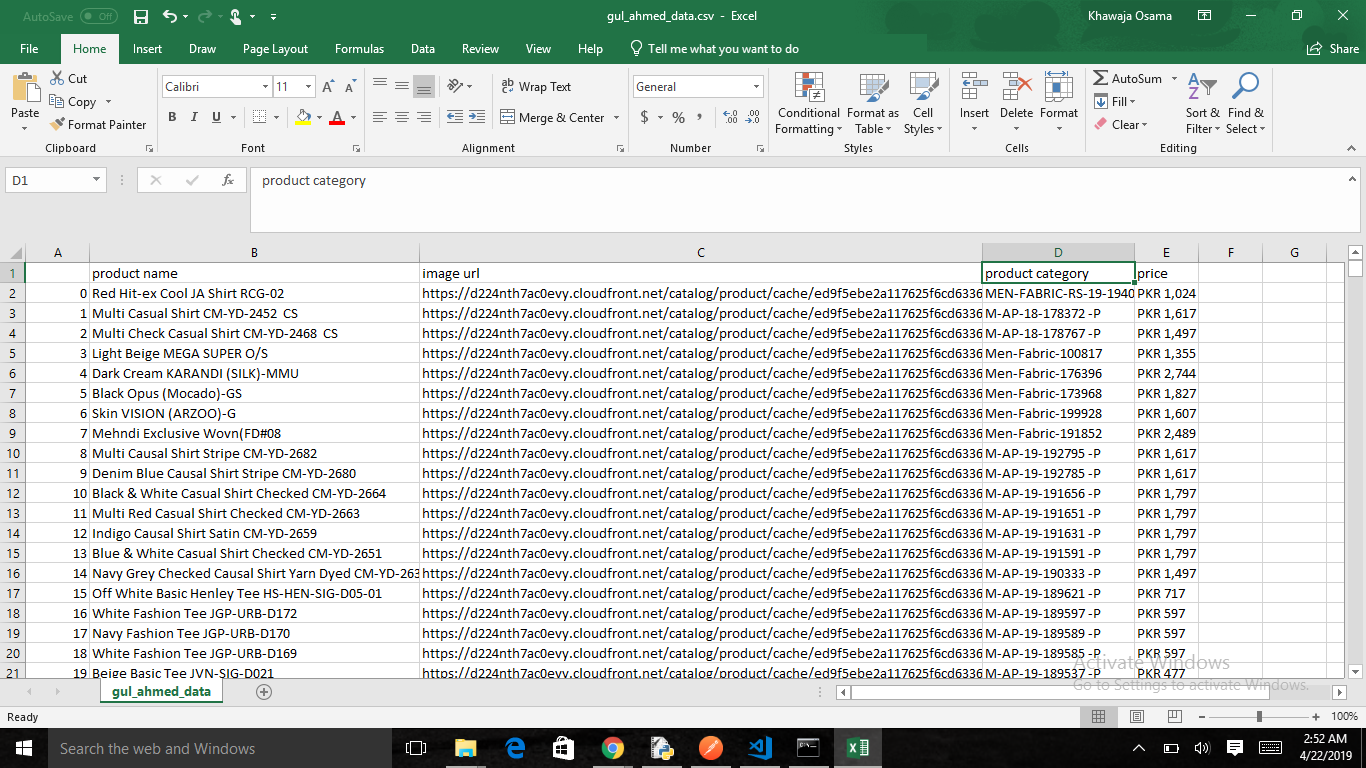 AutoSave Off
gul_ahmed_data.csv - Excel
Khawaja Osama
File Home Insert Draw Page Layout Formulas Data Review View Help Tell me what you want to do Share
Paste
Cut
Copy
Format Painter
Clipboard
Calibri 11
B I U
Font
Wrap Text
Merge & Center
Alignment
General
$ % ,
Number
Conditional Formatting
Format as Table
Cell Styles
Styles
Insert Delete Format
Cells
AutoSum
Fill
Clear
Sort & Filter
Find & Select
Editing
D1 fx product category
A B C D E F G
1 product name image url product category price
2 0 Red Hit-ex Cool JA Shirt RCG-02 https://d224nth7ac0evy.cloudfront.net/catalog/product/cache/ed9f5ebe2a117625f6cd6336 MEN-FABRIC-RS-19-1940 PKR 1,024
3 1 Multi Casual Shirt CM-YD-2452 CS https://d224nth7ac0evy.cloudfront.net/catalog/product/cache/ed9f5ebe2a117625f6cd6336 M-AP-18-178372 -P PKR 1,617
4 2 Multi Check Casual Shirt CM-YD-2468 CS https://d224nth7ac0evy.cloudfront.net/catalog/product/cache/ed9f5ebe2a117625f6cd6336 M-AP-18-178767 -P PKR 1,497
5 3 Light Beige MEGA SUPER O/S https://d224nth7ac0evy.cloudfront.net/catalog/product/cache/ed9f5ebe2a117625f6cd6336 Men-Fabric-100817 PKR 1,355
6 4 Dark Cream KARANDI (SILK)-MMU https://d224nth7ac0evy.cloudfront.net/catalog/product/cache/ed9f5ebe2a117625f6cd6336 Men-Fabric-176396 PKR 2,744
7 5 Black Opus (Mocado)-GS https://d224nth7ac0evy.cloudfront.net/catalog/product/cache/ed9f5ebe2a117625f6cd6336 Men-Fabric-173968 PKR 1,827
8 6 Skin VISION (ARZOO)-G https://d224nth7ac0evy.cloudfront.net/catalog/product/cache/ed9f5ebe2a117625f6cd6336 Men-Fabric-199928 PKR 1,607
9 7 Mehndi Exclusive Wovn(FD#08 https://d224nth7ac0evy.cloudfront.net/catalog/product/cache/ed9f5ebe2a117625f6cd6336 Men-Fabric-191852 PKR 2,489
10 8 Multi Causal Shirt Stripe CM-YD-2682 https://d224nth7ac0evy.cloudfront.net/catalog/product/cache/ed9f5ebe2a117625f6cd6336 M-AP-19-192795 -P PKR 1,617
11 9 Denim Blue Causal Shirt Stripe CM-YD-2680 https://d224nth7ac0evy.cloudfront.net/catalog/product/cache/ed9f5ebe2a117625f6cd6336 M-AP-19-192785 -P PKR 1,617
12 10 Black & White Casual Shirt Checked CM-YD-2664 https://d224nth7ac0evy.cloudfront.net/catalog/product/cache/ed9f5ebe2a117625f6cd6336 M-AP-19-191656 -P PKR 1,797
13 11 Multi Red Casual Shirt Checked CM-YD-2663 https://d224nth7ac0evy.cloudfront.net/catalog/product/cache/ed9f5ebe2a117625f6cd6336 M-AP-19-191651 -P PKR 1,797
14 12 Indigo Causal Shirt Satin CM-YD-2659 https://d224nth7ac0evy.cloudfront.net/catalog/product/cache/ed9f5ebe2a117625f6cd6336 M-AP-19-191631 -P PKR 1,797
15 13 Blue & White Casual Shirt Checked CM-YD-2651 https://d224nth7ac0evy.cloudfront.net/catalog/product/cache/ed9f5ebe2a117625f6cd6336 M-AP-19-191591 -P PKR 1,797
16 14 Navy Grey Checked Causal Shirt Yarn Dyed CM-YD-263 https://d224nth7ac0evy.cloudfront.net/catalog/product/cache/ed9f5ebe2a117625f6cd6336 M-AP-19-190333 -P PKR 1,497
17 15 Off White Basic Henley Tee HS-HEN-SIG-D05-01 https://d224nth7ac0evy.cloudfront.net/catalog/product/cache/ed9f5ebe2a117625f6cd6336 M-AP-19-189621 -P PKR 717
18 16 White Fashion Tee JGP-URB-D172 https://d224nth7ac0evy.cloudfront.net/catalog/product/cache/ed9f5ebe2a117625f6cd6336 M-AP-19-189597 -P PKR 597
19 17 Navy Fashion Tee JGP-URB-D170 https://d224nth7ac0evy.cloudfront.net/catalog/product/cache/ed9f5ebe2a117625f6cd6336 M-AP-19-189589 -P PKR 597
20 18 White Fashion Tee JGP-URB-D169 https://d224nth7ac0evy.cloudfront.net/catalog/product/cache/ed9f5ebe2a117625f6cd6336 M-AP-19-189585 -P PKR 597
21 19 Beige Basic Tee JVN-SIG-D021 https://d224nth7ac0evy.cloudfront.net/catalog/product/cache/ed9f5ebe2a117625f6cd6336 M-AP-19-189537 -P PKR 477
Activate Windows
Go to Settings to activate Windows.
gul_ahmed_data
Ready
100%
Search the web and Windows
2:52 AM
4/22/2019